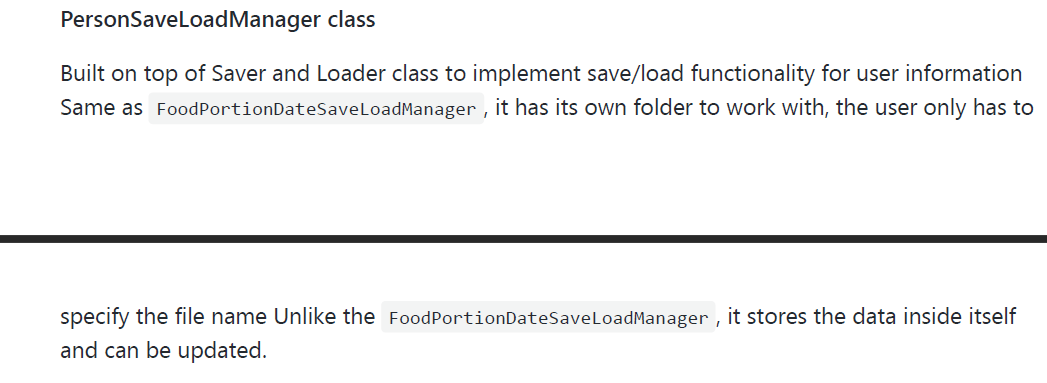 PersonSaveLoadManager class
Built on top of Saver and Loader class to implement save/load functionality for user information
Same as FoodPortionDateSaveLoadManager, it has its own folder to work with, the user only has to
specify the file name Unlike the FoodPortionDateSaveLoadManager, it stores the data inside itself
and can be updated.